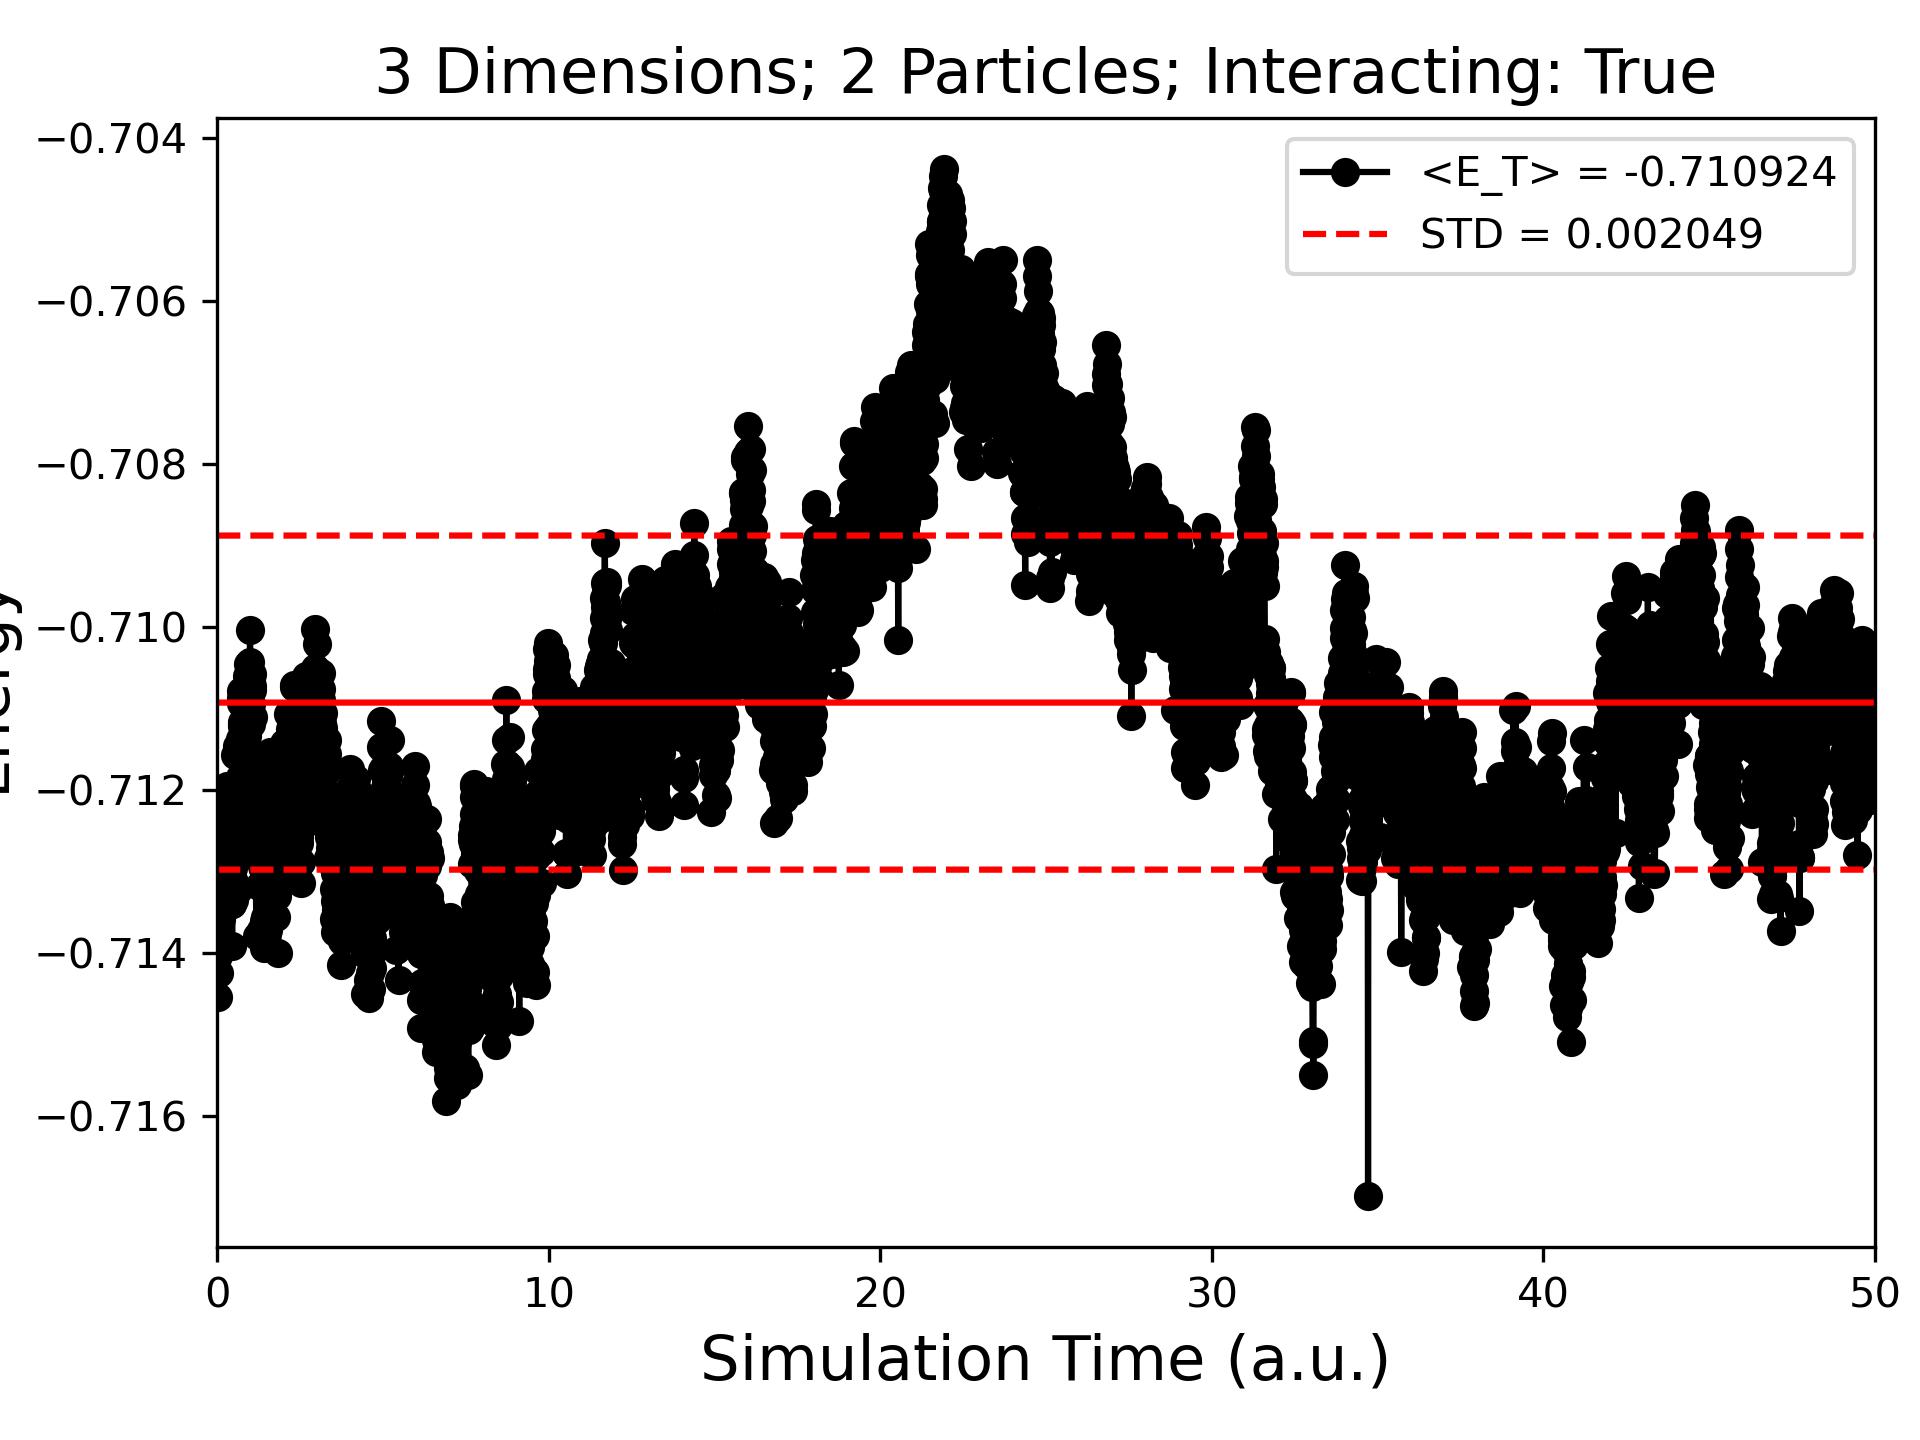 3 Dimensions; 2 Particles; Interacting: True
<E_T> = -0.710924
STD = 0.002049
−0.704
−0.706
−0.708
−0.710
−0.712
−0.714
−0.716
Energy
0 10 20 30 40 50
Simulation Time (a.u.)